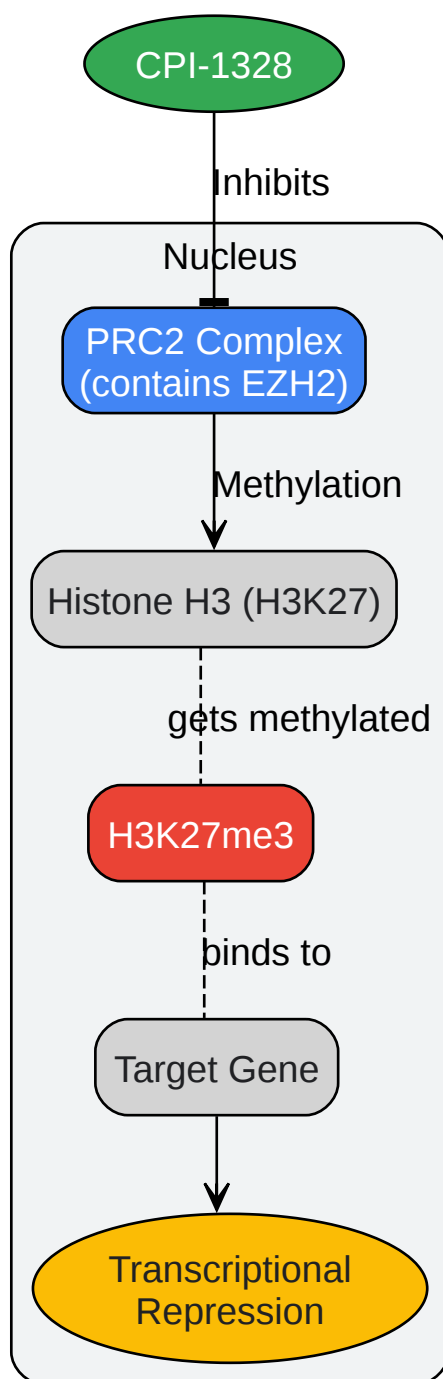 CPI-1328
Inhibits
Nucleus
PRC2 Complex
(contains EZH2)
Methylation
Histone H3 (H3K27)
gets methylated
H3K27me3
binds to
Target Gene
Transcriptional
Repression